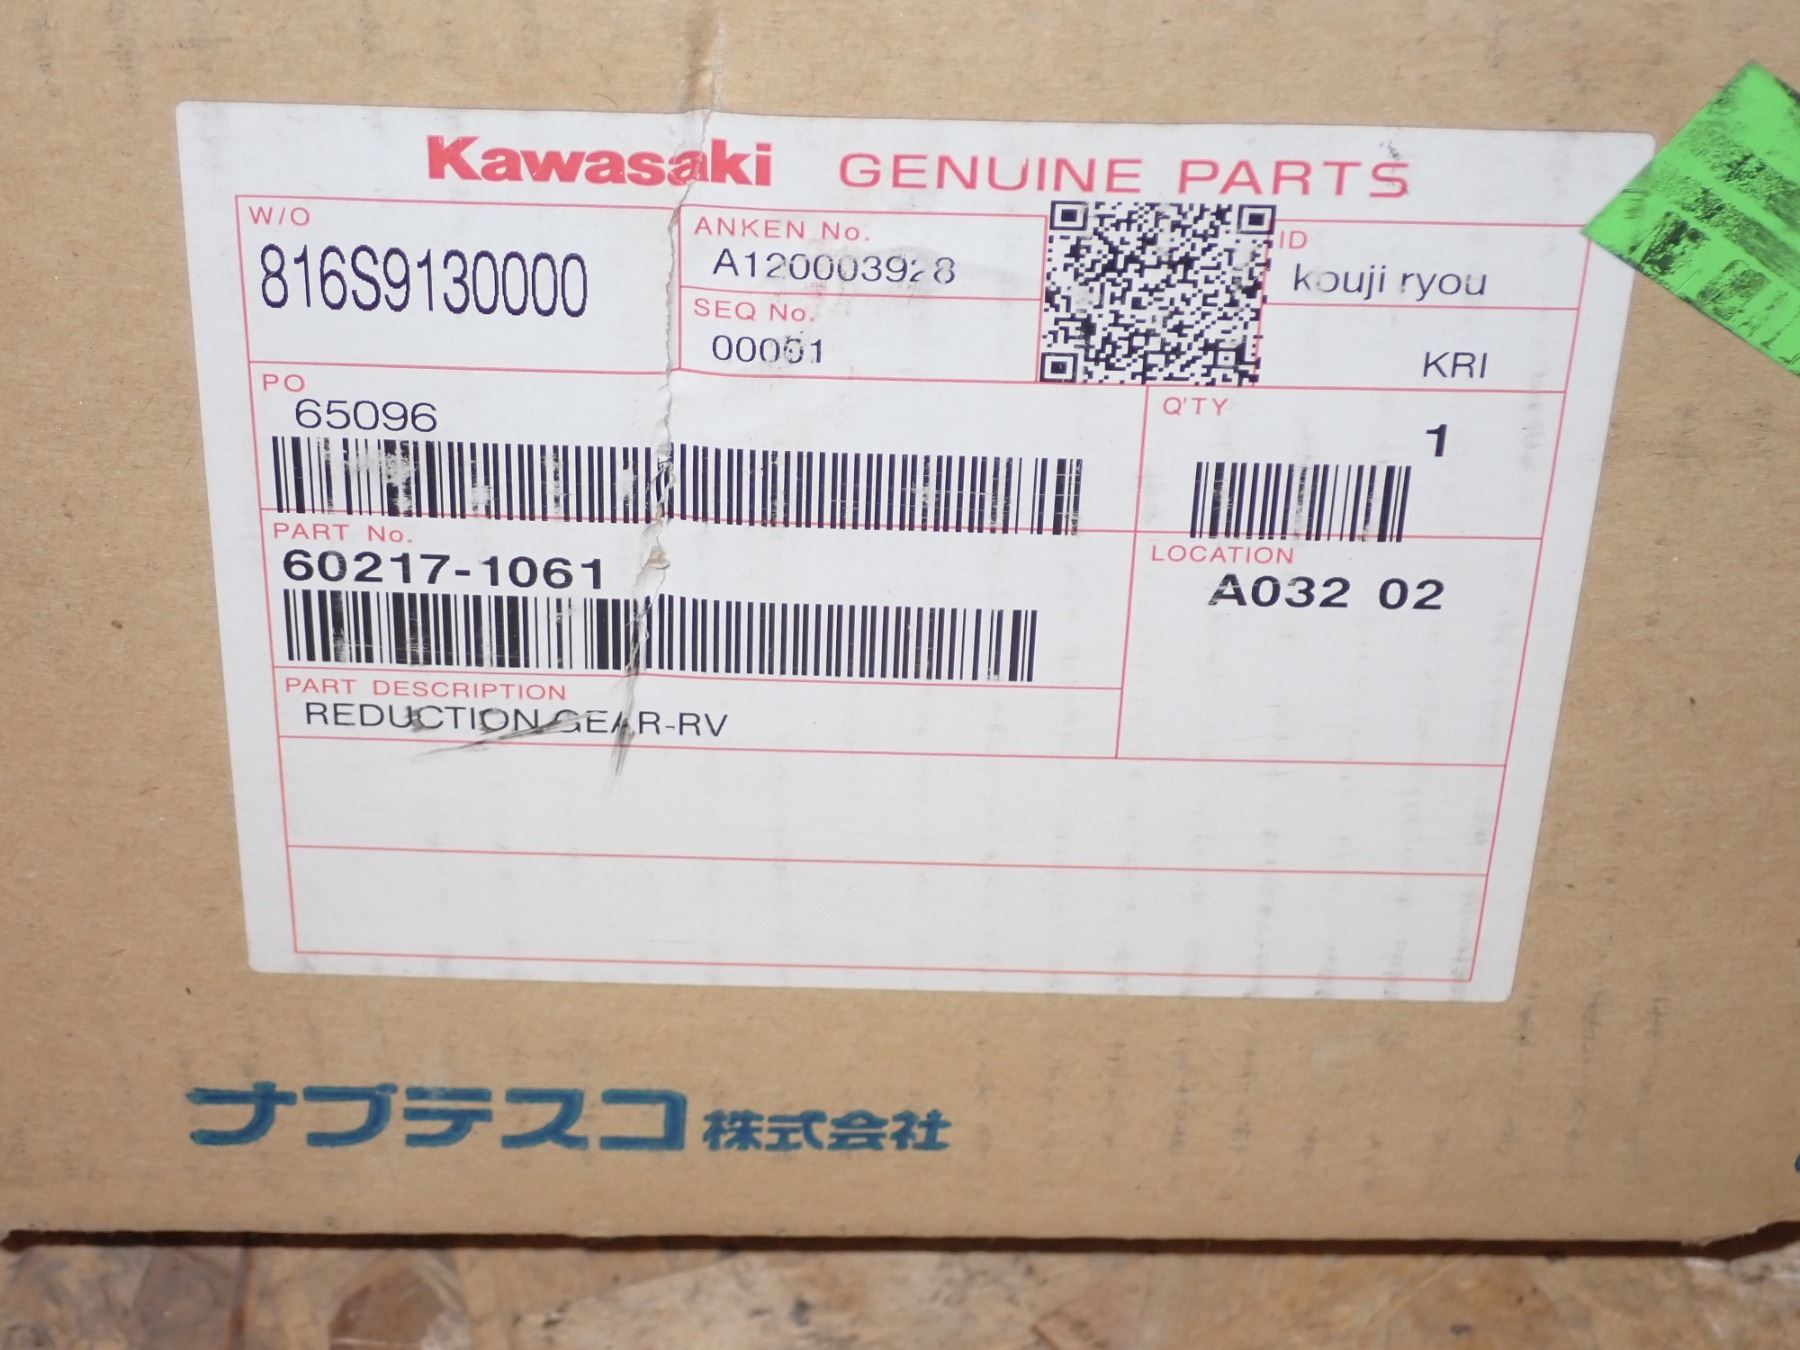 Kawasaki GENUINE PARTS
W/O
816S9130000
ANKEN No.
A120003928
SEQ No.
00001
ID
kouji ryou
KRI
PO
65096
Q'TY
1
PART No.
60217-1061
LOCATION
A032 02
PART DESCRIPTION
REDUCTION GEAR-RV
ナブテスコ 株式会社